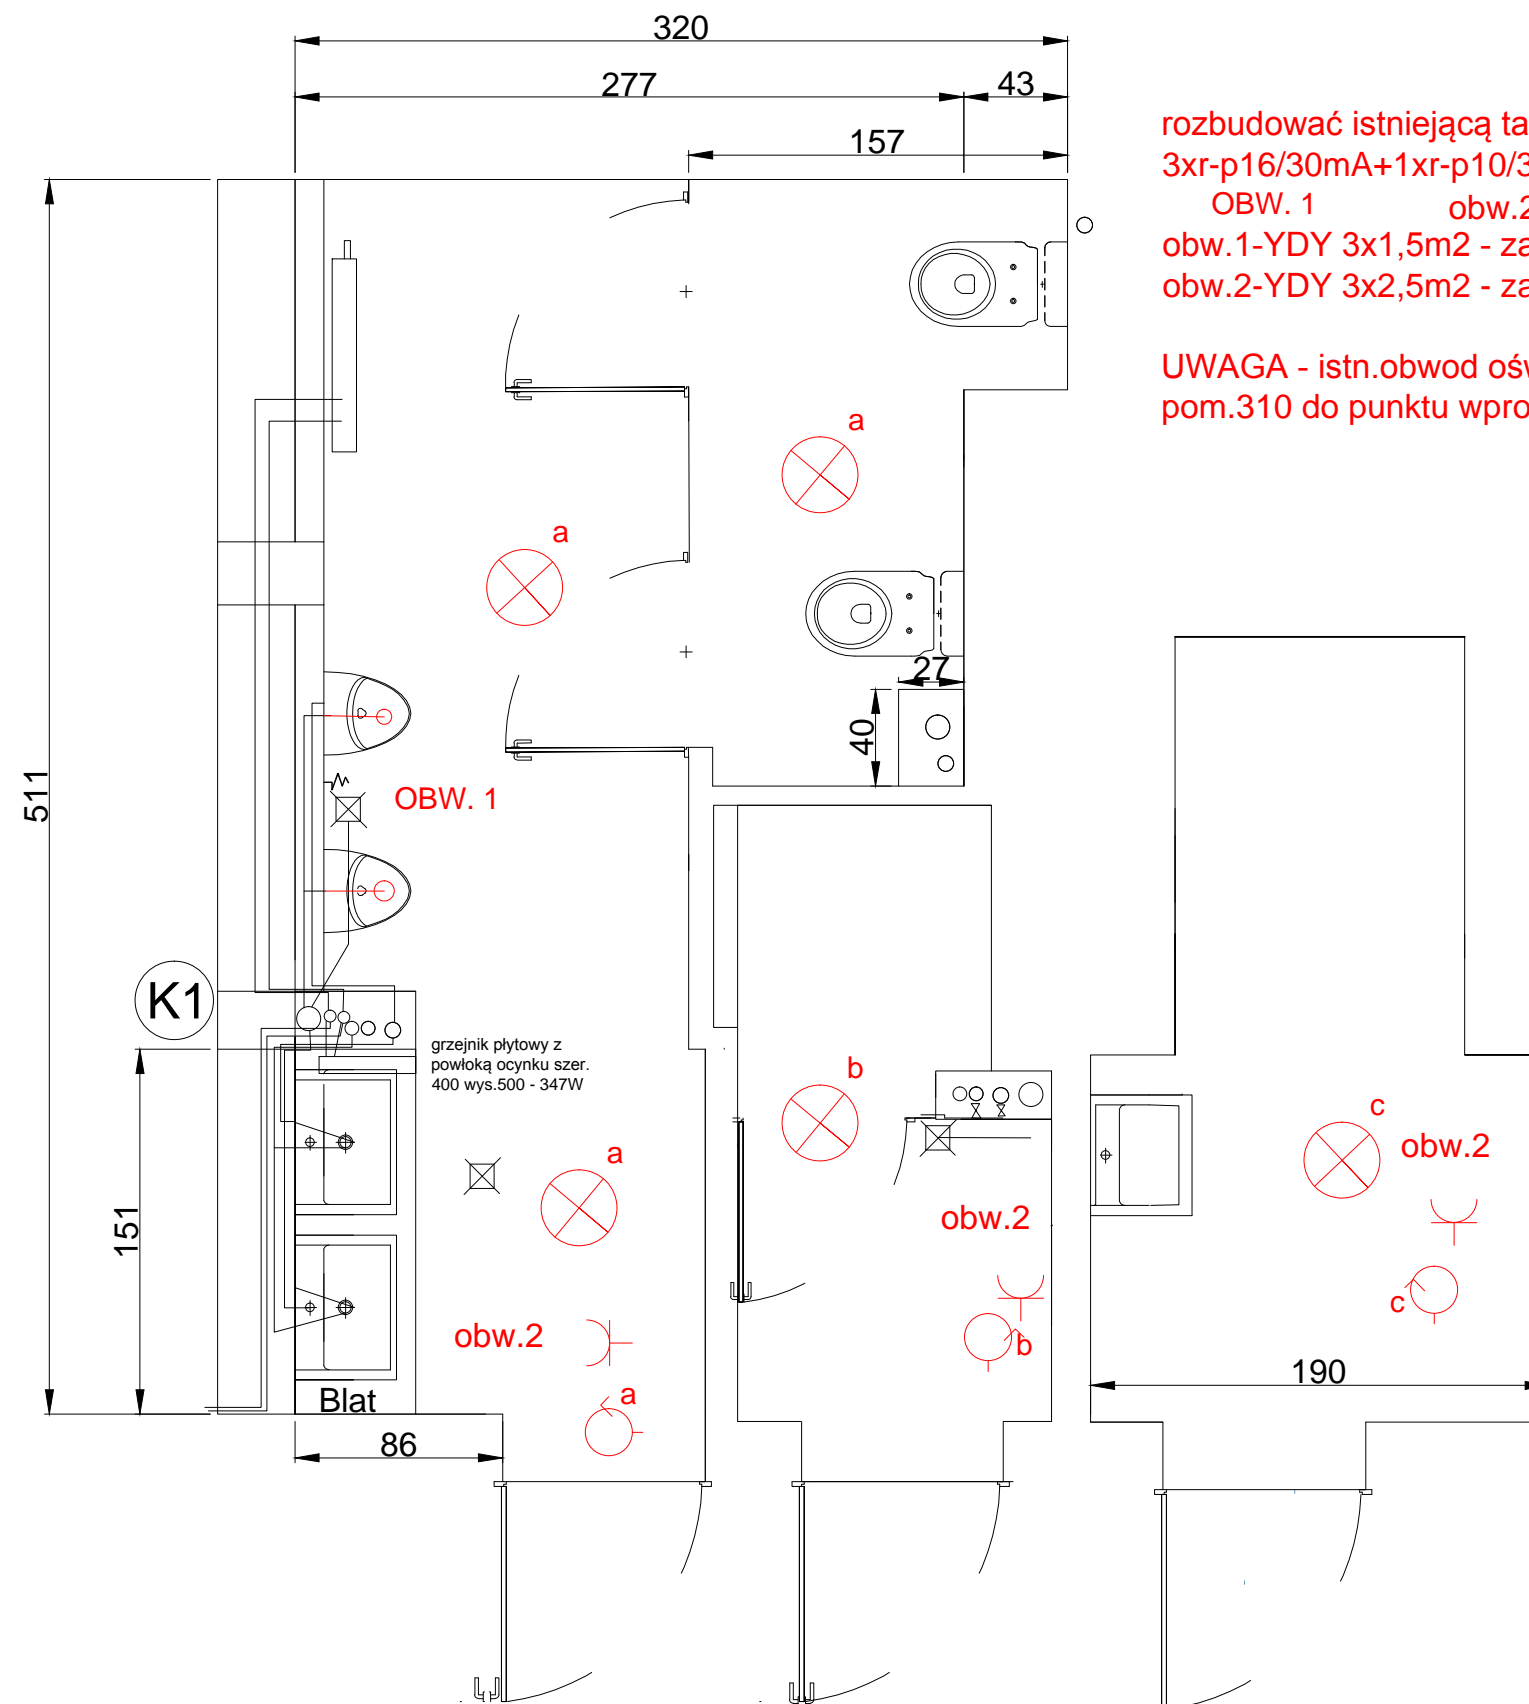 320
277
43
157
rozbudować istniejącą ta
3xr-p16/30mA+1xr-p10/3
OBW. 1
obw.2
obw.1-YDY 3x1,5m2 - za
obw.2-YDY 3x2,5m2 - za
UWAGA - istn.obwod ośw
pom.310 do punktu wpro
a
a
27
40
511
OBW. 1
K1
grzejnik płytowy z
powłoką ocynku szer.
400 wys.500 - 347W
b
c
obw.2
a
obw.2
151
obw.2
b
c
190
a
Blat
86